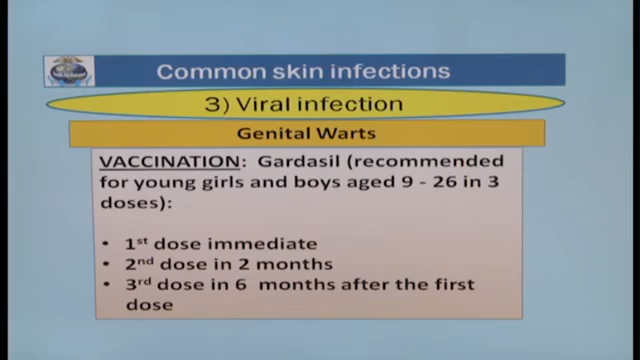 Common skin infections
3) Viral infection
Genital Warts
VACCINATION: Gardasil (recommended
for young girls and boys aged 9 - 26 in 3
doses):
• 1st dose immediate
• 2nd dose in 2 months
• 3rd dose in 6 months after the first
dose